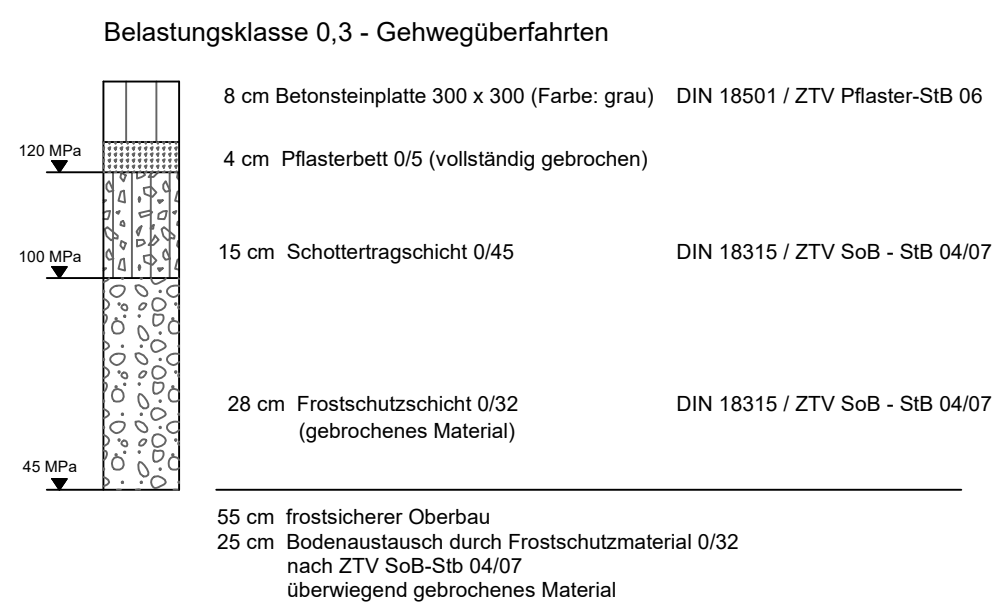 Belastungsklasse 0,3 - Gehwegüberfahrten
8 cm Betonsteinplatte 300 x 300 (Farbe: grau) DIN 18501 / ZTV Pflaster-StB 06
120 MPa
4 cm Pflasterbett 0/5 (vollständig gebrochen)
100 MPa
15 cm Schottertragschicht 0/45 DIN 18315 / ZTV SoB - StB 04/07
28 cm Frostschutzschicht 0/32 DIN 18315 / ZTV SoB - StB 04/07
(gebrochenes Material)
45 MPa
55 cm frostsicherer Oberbau
25 cm Bodenaustausch durch Frostschutzmaterial 0/32
nach ZTV SoB-Stb 04/07
überwiegend gebrochenes Material